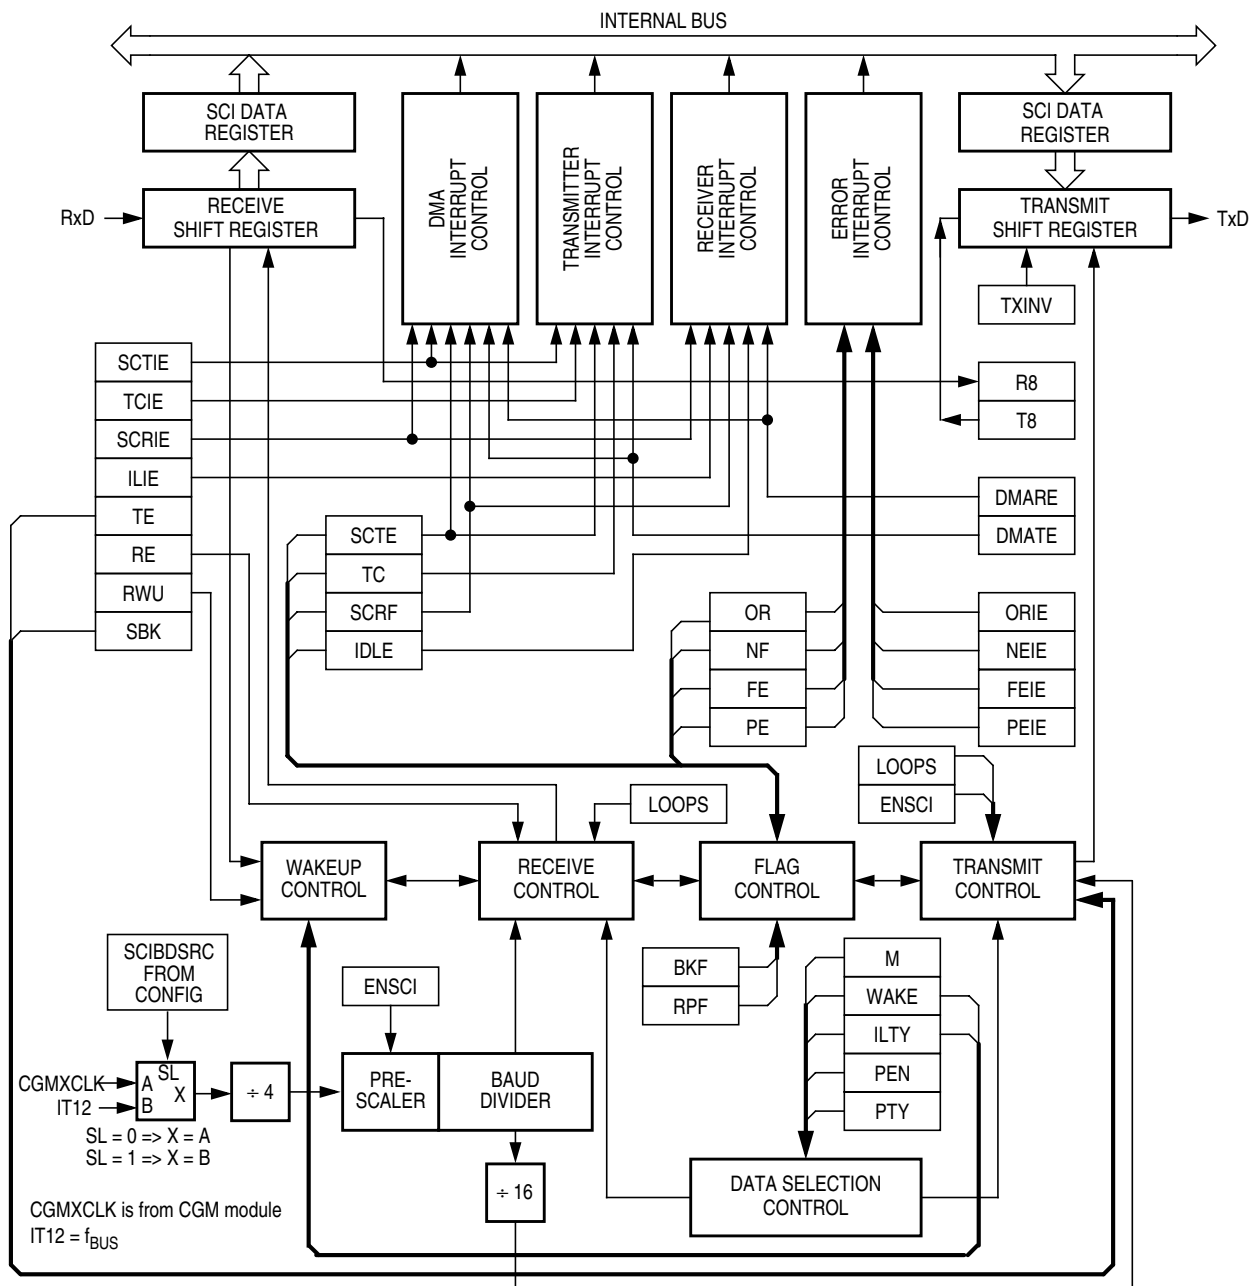 INTERNAL BUS
SCI DATA
REGISTER
SCI DATA
REGISTER
DMA
INTERRUPT
CONTROL
TRANSMITTER
INTERRUPT
CONTROL
RECEIVER
INTERRUPT
CONTROL
ERROR
INTERRUPT
CONTROL
RxD
RECEIVE
SHIFT REGISTER
TRANSMIT
SHIFT REGISTER
TxD
TXINV
SCTIE
TCIE
SCRIE
ILIE
TE
RE
RWU
SBK
R8
T8
DMARE
DMATE
SCTE
TC
SCRF
IDLE
OR
NF
FE
PE
ORIE
NEIE
FEIE
PEIE
LOOPS
ENSCI
LOOPS
WAKEUP
CONTROL
RECEIVE
CONTROL
FLAG
CONTROL
TRANSMIT
CONTROL
SCIBDSRC
FROM
CONFIG
ENSCI
BKF
RPF
M
WAKE
ILTY
PEN
PTY
CGMXCLK
IT12
A
B
SL
X
÷ 4
PRE-
SCALER
BAUD
DIVIDER
SL = 0 => X = A
SL = 1 => X = B
÷ 16
DATA SELECTION
CONTROL
CGMXCLK is from CGM module
IT12 = fBUS